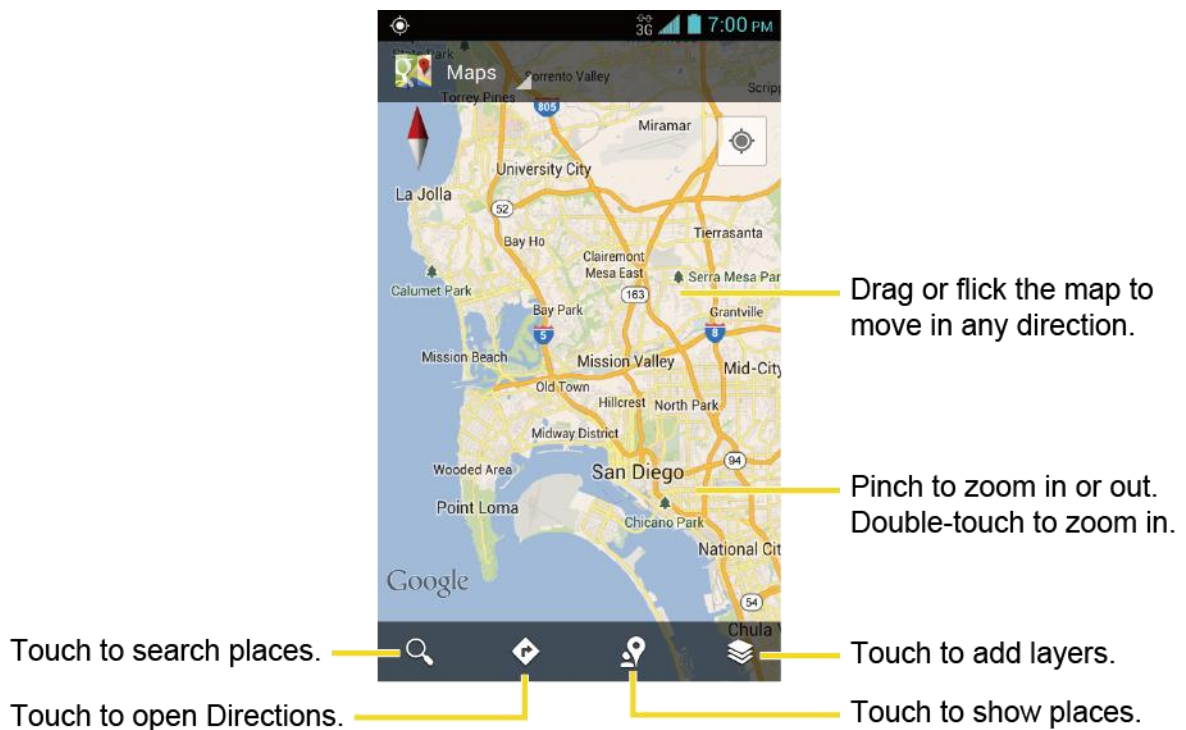 3G 7:00 PM
State Park
Maps
Sorrento Valley
Torrey Pines
805
Miramar
University City
La Jolla
52
Tierrasanta
Bay Ho
Clairemont
Mesa East
Serra Mesa Par
Calumet Park
163
Bay Park
Grantville
5
8
Mission Beach
Mission Valley
Mid-City
Old Town
Hillcrest
North Park
Midway District
94
Wooded Area
San Diego
Point Loma
Chicano Park
National Cit
Google
54
Chula
Drag or flick the map to
move in any direction.
Pinch to zoom in or out.
Double-touch to zoom in.
Touch to search places.
Touch to add layers.
Touch to open Directions.
Touch to show places.